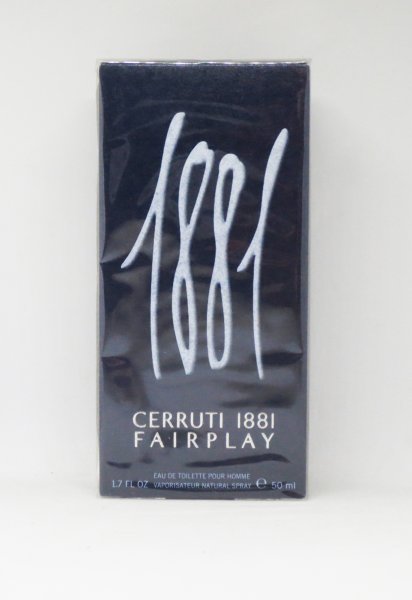 1881
CERRUTI 1881
FAIRPLAY
EAU DE TOILETTE POUR HOMME
1.7 FL OZ VAPORISATEUR NATURAL SPRAY ℮ 50 ml